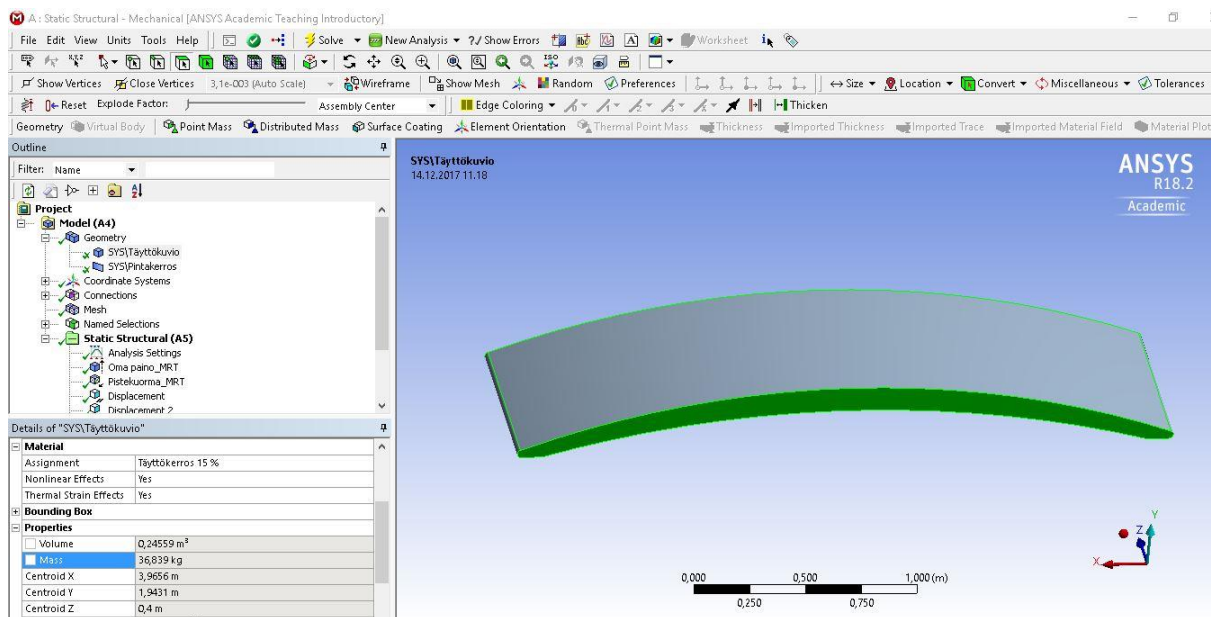 A : Static Structural - Mechanical [ANSYS Academic Teaching Introductory]
File Edit View Units Tools Help Solve New Analysis ?/ Show Errors Worksheet
Show Vertices Close Vertices 3,1e-003 (Auto Scale) Wireframe Show Mesh Random Preferences Size Location Convert Miscellaneous Tolerances
Reset Explode Factor: Assembly Center Edge Coloring Thicken
Geometry Virtual Body Point Mass Distributed Mass Surface Coating Element Orientation Thermal Point Mass Thickness Imported Thickness Imported Trace Imported Material Field Material Plot
Outline
Filter: Name
Project
Model (A4)
Geometry
SYS\Täyttökuvio
SYS\Pintakerros
Coordinate Systems
Connections
Mesh
Named Selections
Static Structural (A5)
Analysis Settings
Oma paino_MRT
Pistekuorma_MRT
Displacement
Displacement 2
Details of "SYS\Täyttökuvio"
Material
Assignment Täyttökerros 15 %
Nonlinear Effects Yes
Thermal Strain Effects Yes
Bounding Box
Properties
Volume 0,24559 m³
Mass 36,839 kg
Centroid X 3,9656 m
Centroid Y 1,9431 m
Centroid Z 0,4 m
SYS\Täyttökuvio
14.12.2017 11.18
ANSYS
R18.2
Academic
Y
Z
X
0,000 0,500 1,000 (m)
0,250 0,750